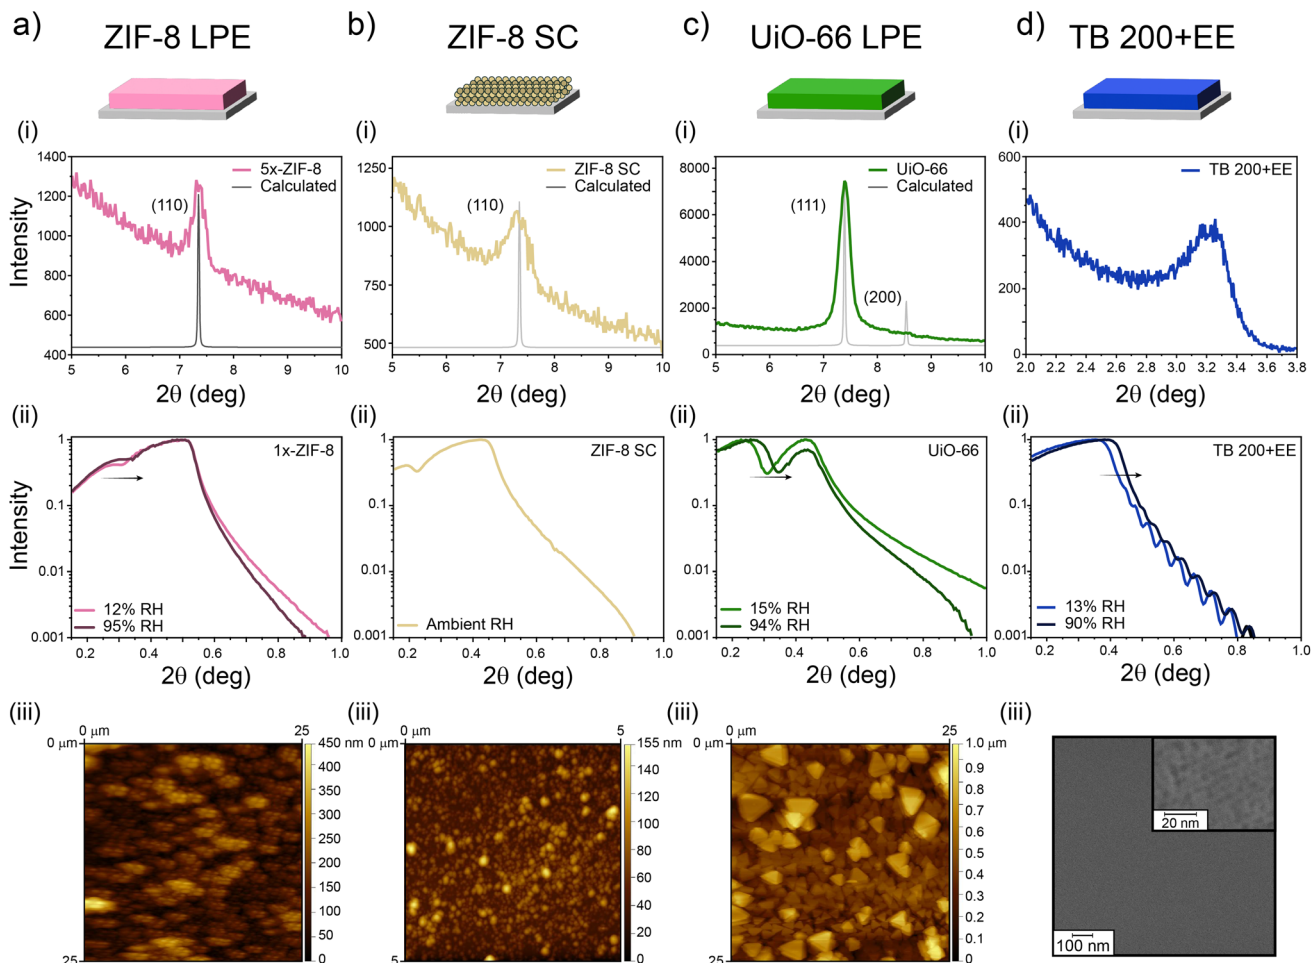 a) ZIF-8 LPE
b) ZIF-8 SC
c) UiO-66 LPE
d) TB 200+EE
(i)
(i)
(i)
(i)
1400
1200
1000
800
600
400
Intensity
5x-ZIF-8
Calculated
(110)
5 6 7 8 9 10
2θ (deg)
1250
1000
750
500
ZIF-8 SC
Calculated
(110)
5 6 7 8 9 10
2θ (deg)
8000
6000
4000
2000
0
UiO-66
Calculated
(111)
(200)
5 6 7 8 9 10
2θ (deg)
600
400
200
0
TB 200+EE
2.0 2.2 2.4 2.6 2.8 3.0 3.2 3.4 3.6 3.8
2θ (deg)
(ii)
(ii)
(ii)
(ii)
1
0.1
0.01
0.001
Intensity
1x-ZIF-8
12% RH
95% RH
0.2 0.4 0.6 0.8 1.0
2θ (deg)
1
0.1
0.01
0.001
ZIF-8 SC
Ambient RH
0.2 0.4 0.6 0.8 1.0
2θ (deg)
1
0.1
0.01
0.001
UiO-66
15% RH
94% RH
0.2 0.4 0.6 0.8 1.0
2θ (deg)
1
0.1
0.01
0.001
TB 200+EE
13% RH
90% RH
0.2 0.4 0.6 0.8 1.0
2θ (deg)
(iii)
(iii)
(iii)
(iii)
0 μm 25
0 μm
25
450 nm
400
350
300
250
200
150
100
50
0
0 μm 5
0 μm
5
155 nm
140
120
100
80
60
40
20
0
0 μm 25
0 μm
25
1.0 μm
0.9
0.8
0.7
0.6
0.5
0.4
0.3
0.2
0.1
0
20 nm
100 nm